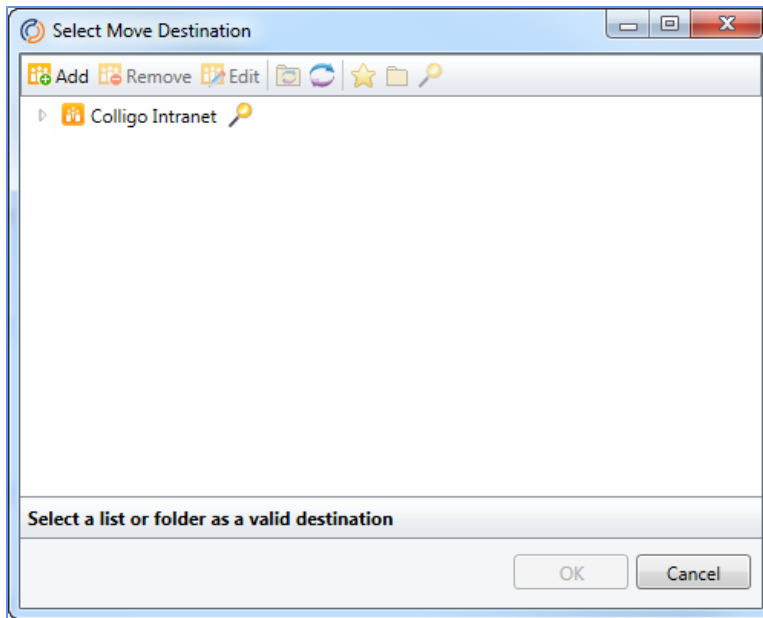 Select Move Destination
Add Remove Edit
Colligo Intranet
Select a list or folder as a valid destination
OK Cancel